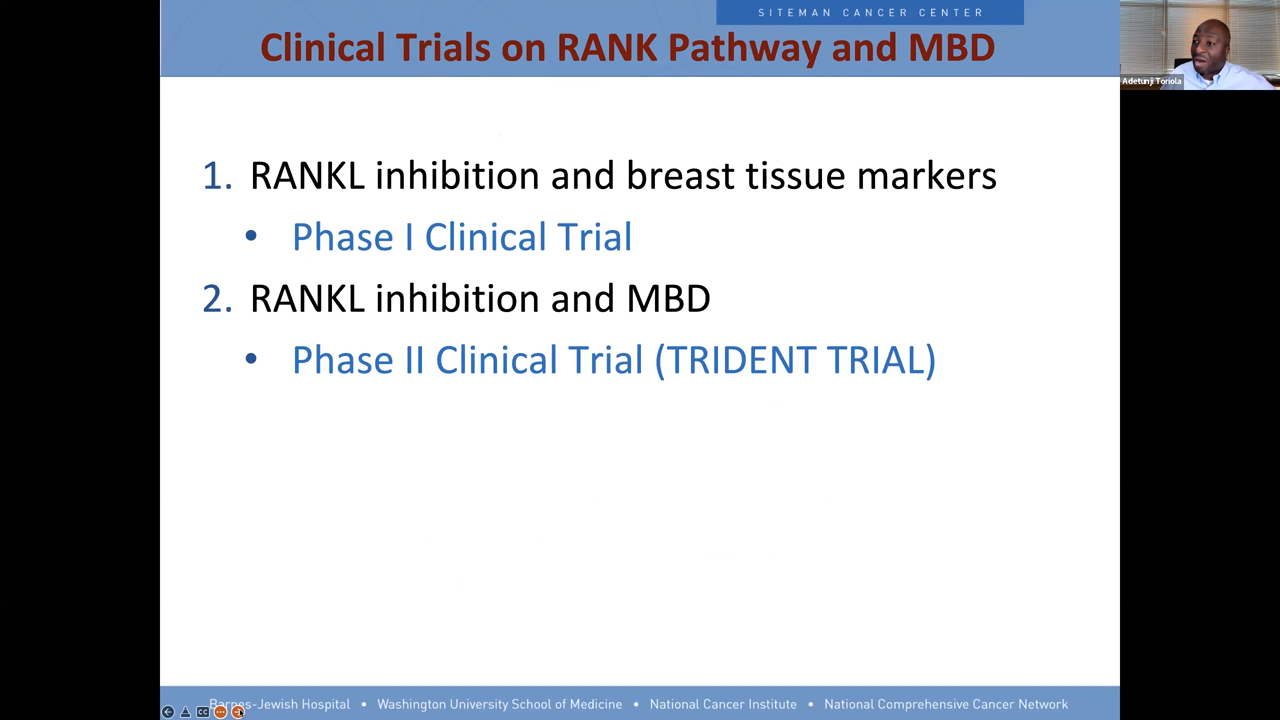 SITEMAN CANCER CENTER
Clinical Trials on RANK Pathway and MBD
Adetunji Toriola
1. RANKL inhibition and breast tissue markers
• Phase I Clinical Trial
2. RANKL inhibition and MBD
• Phase II Clinical Trial (TRIDENT TRIAL)
Barnes-Jewish Hospital • Washington University School of Medicine • National Cancer Institute • National Comprehensive Cancer Network
CC